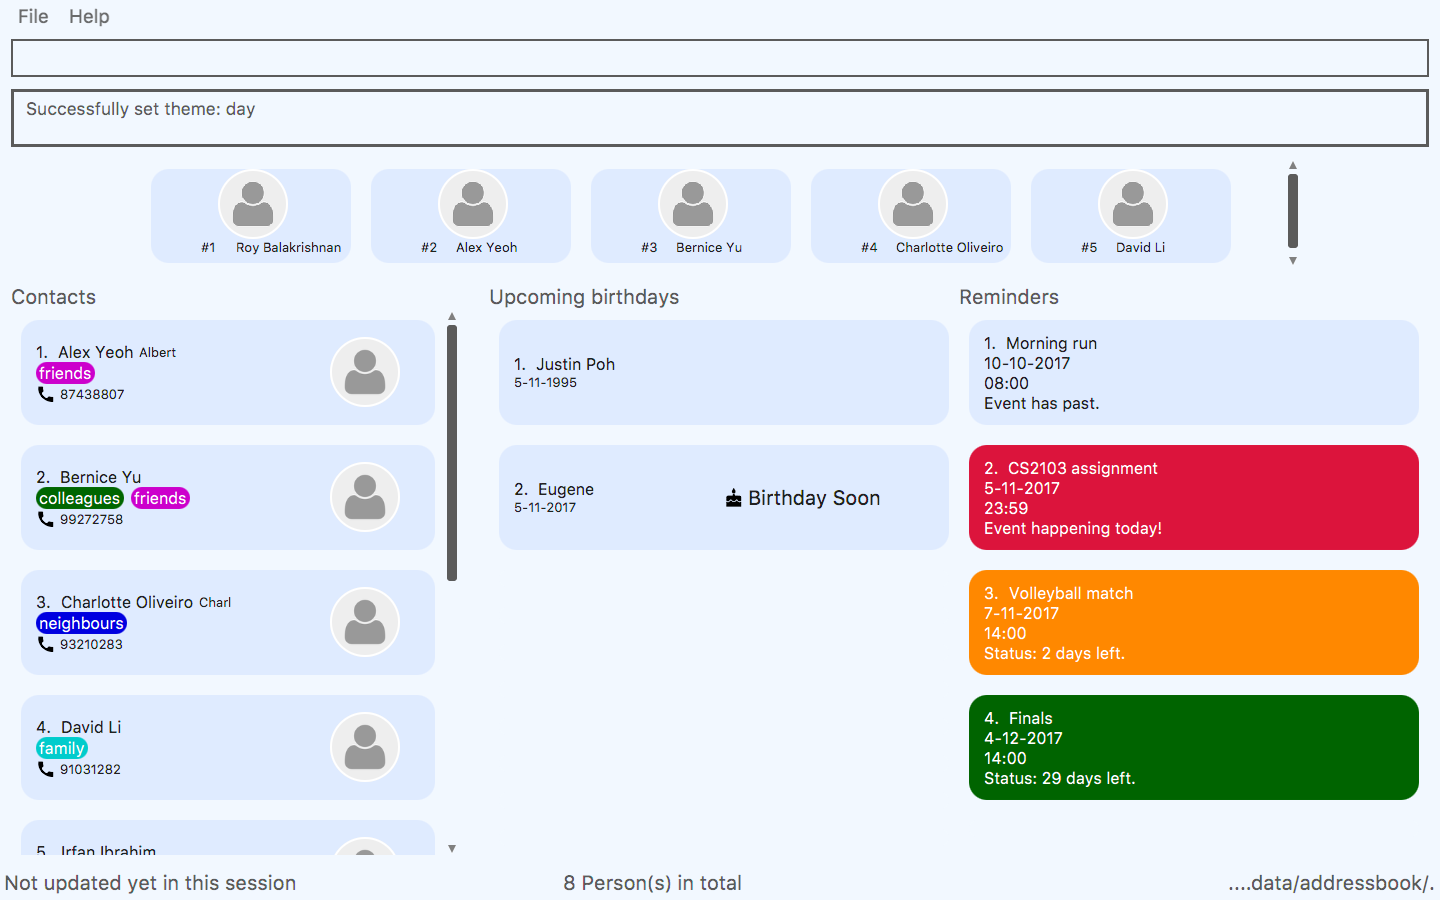 File Help
Successfully set theme: day
#1 Roy Balakrishnan
#2 Alex Yeoh
#3 Bernice Yu
#4 Charlotte Oliveiro
#5 David Li
Contacts
1. Alex Yeoh Albert
friends
87438807
2. Bernice Yu
colleagues friends
99272758
3. Charlotte Oliveiro Charl
neighbours
93210283
4. David Li
family
91031282
5. Irfan Ibrahim
Upcoming birthdays
1. Justin Poh
5-11-1995
2. Eugene
5-11-2017
Birthday Soon
Reminders
1. Morning run
10-10-2017
08:00
Event has past.
2. CS2103 assignment
5-11-2017
23:59
Event happening today!
3. Volleyball match
7-11-2017
14:00
Status: 2 days left.
4. Finals
4-12-2017
14:00
Status: 29 days left.
Not updated yet in this session
8 Person(s) in total
....data/addressbook/.